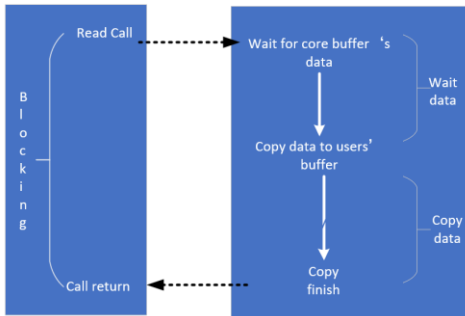 Read Call
Blocking
Call return
Wait for core buffer ‘s
data
Copy data to users’
buffer
Copy
finish
Wait
data
Copy
data